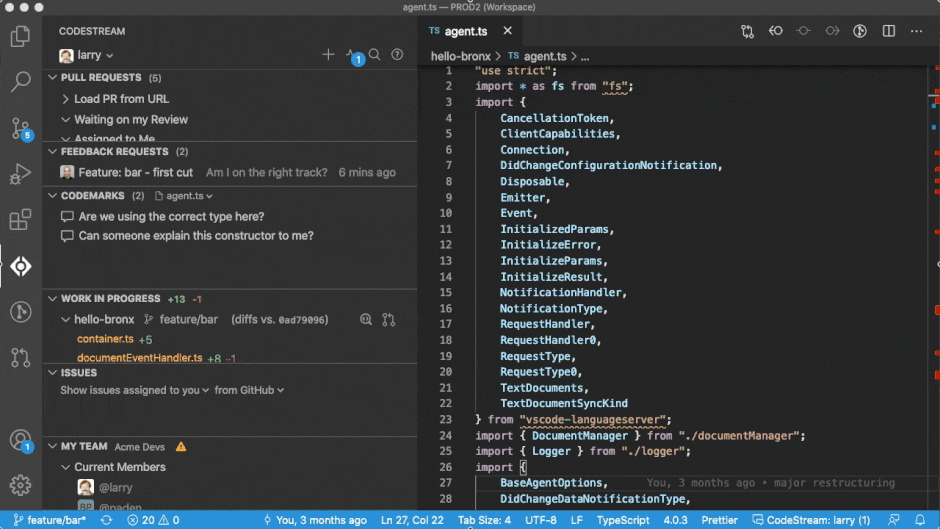 agent.ts — PROD2 (Workspace)
CODESTREAM
larry
1
PULL REQUESTS (5)
Load PR from URL
Waiting on my Review
Assigned to Me
FEEDBACK REQUESTS (2)
Feature: bar - first cut Am I on the right track? 6 mins ago
CODEMARKS (2) agent.ts
Are we using the correct type here?
Can someone explain this constructor to me?
WORK IN PROGRESS +13 -1
hello-bronx feature/bar (diffs vs. 0ad79096)
container.ts +5
documentEventHandler.ts +8 -1
ISSUES
Show issues assigned to you from GitHub
MY TEAM Acme Devs
Current Members
@larry
BP @paden
5
1
TS agent.ts
hello-bronx > TS agent.ts > ...
1 "use strict";
2 import * as fs from "fs";
3 import {
4 CancellationToken,
5 ClientCapabilities,
6 Connection,
7 DidChangeConfigurationNotification,
8 Disposable,
9 Emitter,
10 Event,
11 InitializedParams,
12 InitializeError,
13 InitializeParams,
14 InitializeResult,
15 NotificationHandler,
16 NotificationType,
17 RequestHandler,
18 RequestHandler0,
19 RequestType,
20 RequestType0,
21 TextDocuments,
22 TextDocumentSyncKind
23 } from "vscode-languageserver";
24 import { DocumentManager } from "./documentManager";
25 import { Logger } from "./logger";
26 import {
27 BaseAgentOptions, You, 3 months ago • major restructuring
28 DidChangeDataNotificationType,
feature/bar* 20 0 You, 3 months ago Ln 27, Col 22 Tab Size: 4 UTF-8 LF TypeScript 4.0.3 Prettier CodeStream: larry (1)